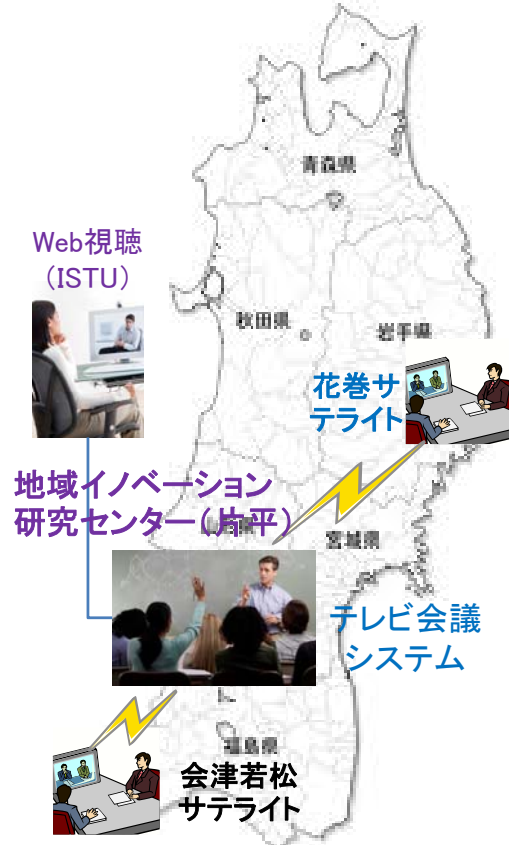 青森県
Web視聴
(ISTU)
秋田県
岩手県
花巻サ
テライト
地域イノベーション
研究センター(片平)
宮城県
テレビ会議
システム
福島県
会津若松
サテライト